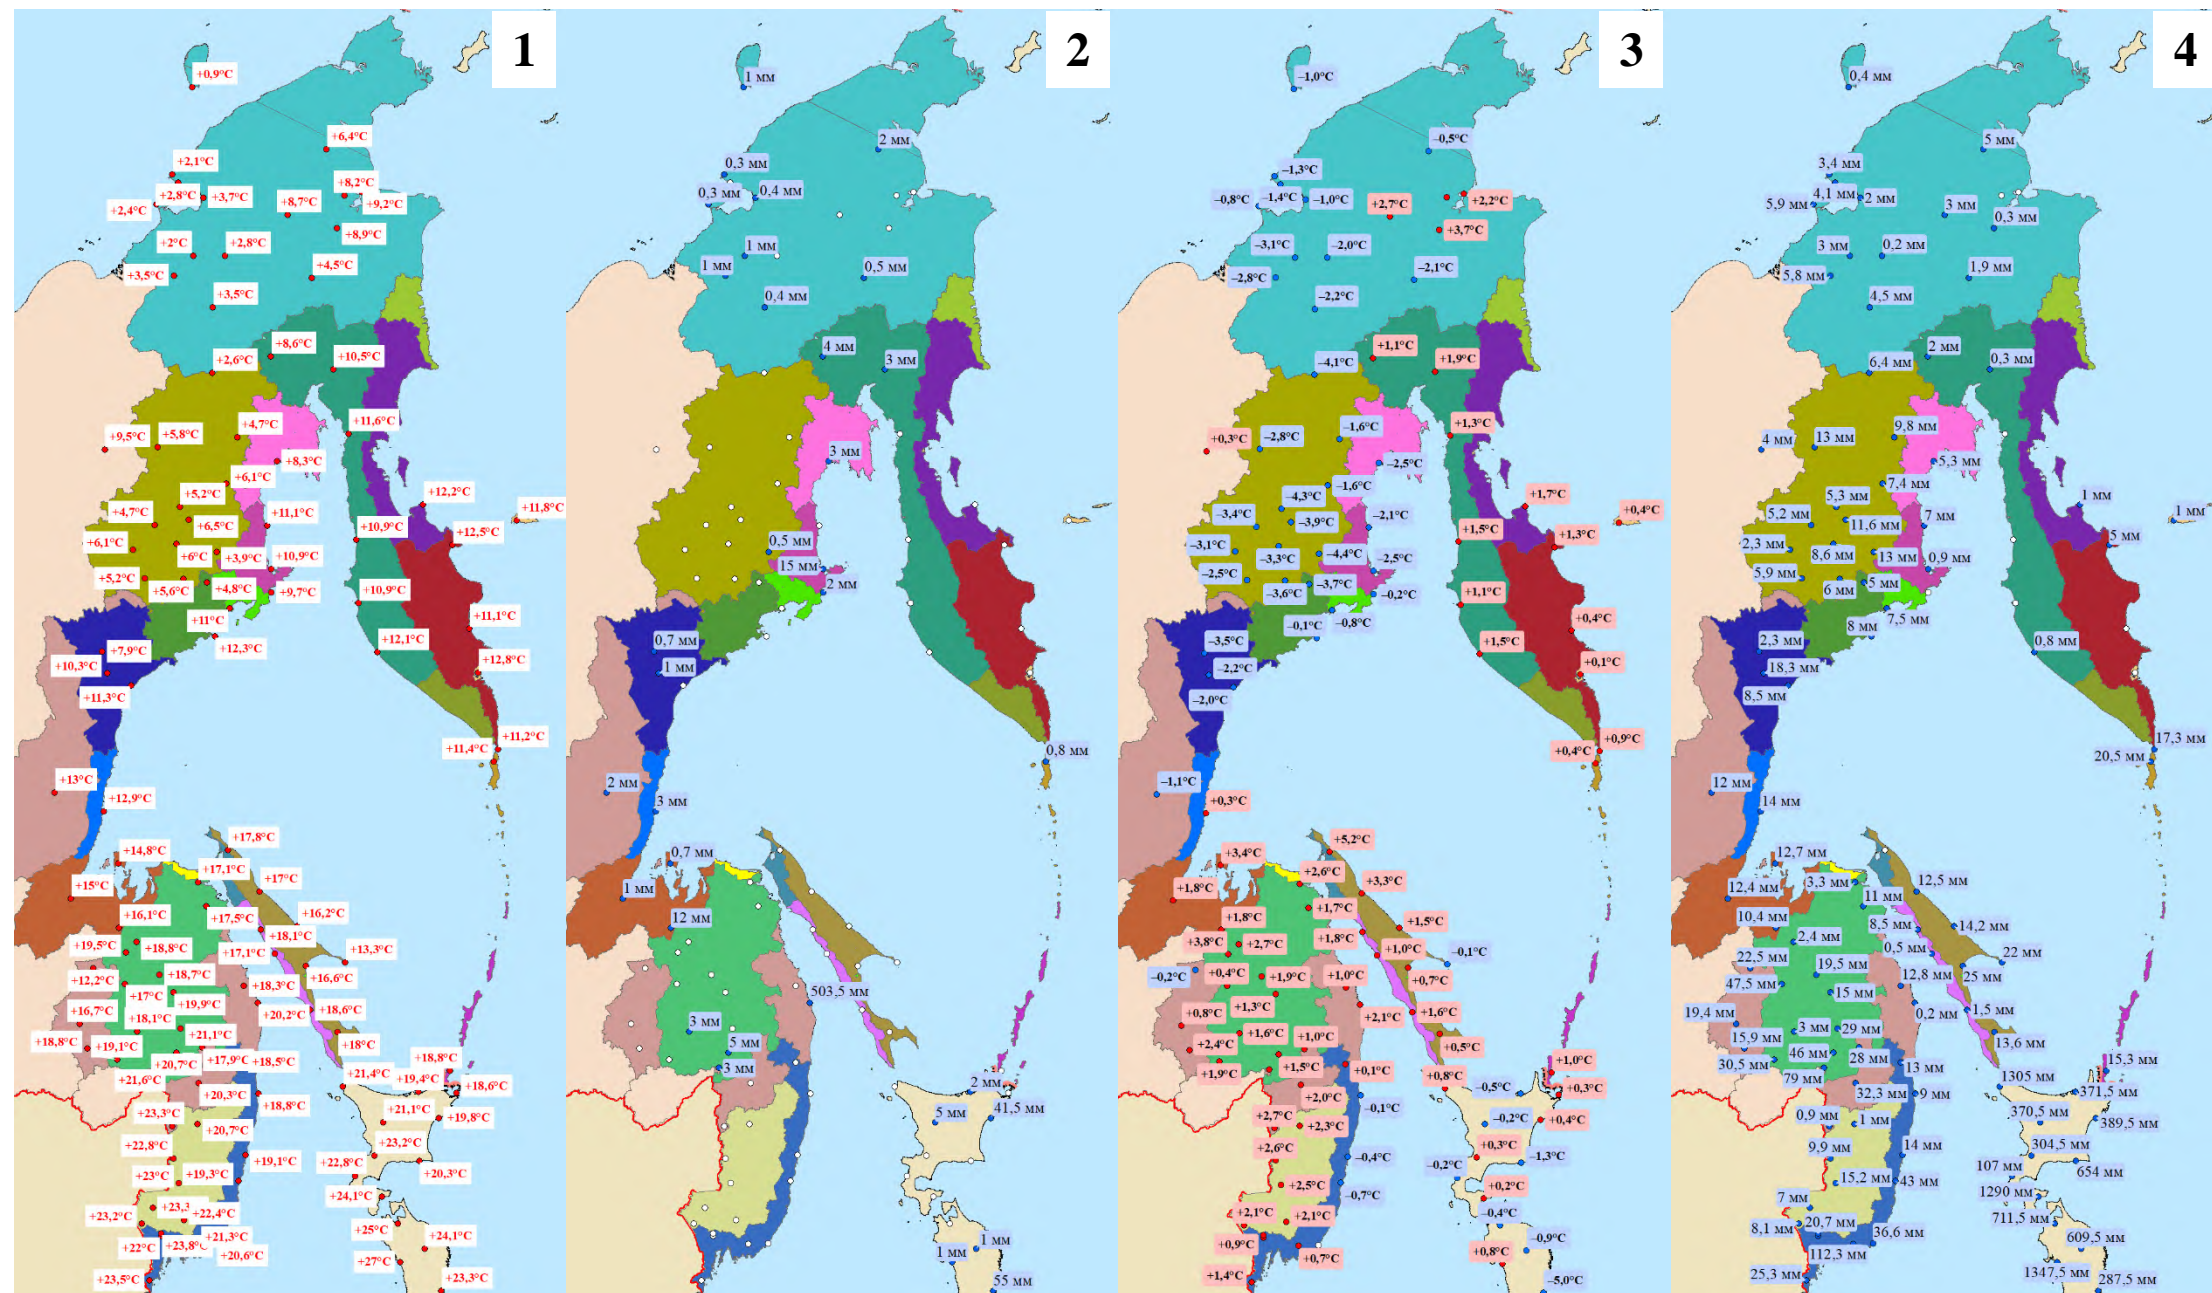 1
+0,9°C
+6,4°C
+2,1°C
+2,8°C
+3,7°C
+8,2°C
+2,4°C
+8,7°C
+9,2°C
+8,9°C
+2°C
+2,8°C
+3,5°C
+4,5°C
+3,5°C
+8,6°C
+2,6°C
+10,5°C
+11,6°C
+9,5°C
+5,8°C
+4,7°C
+8,3°C
+6,1°C
+5,2°C
+12,2°C
+4,7°C
+6,5°C
+11,1°C
+11,8°C
+10,9°C
+12,5°C
+6,1°C
+6°C
+3,9°C
+10,9°C
+5,2°C
+5,6°C
+4,8°C
+9,7°C
+10,9°C
+11°C
+11,1°C
+12,3°C
+12,1°C
+7,9°C
+10,3°C
+12,8°C
+11,3°C
+11,4°C
+11,2°C
+13°C
+12,9°C
+17,8°C
+14,8°C
+17,1°C
+15°C
+17°C
+16,1°C
+17,5°C
+16,2°C
+19,5°C
+18,8°C
+18,1°C
+17,1°C
+13,3°C
+12,2°C
+18,7°C
+16,6°C
+17°C
+18,3°C
+19,9°C
+16,7°C
+18,1°C
+20,2°C
+18,6°C
+18,8°C
+19,1°C
+21,1°C
+18°C
+20,7°C
+17,9°C
+18,5°C
+18,8°C
+21,6°C
+21,4°C
+19,4°C
+18,6°C
+20,3°C
+18,8°C
+23,3°C
+21,1°C
+19,8°C
+20,7°C
+22,8°C
+23,2°C
+19,1°C
+22,8°C
+20,3°C
+23°C
+19,3°C
+24,1°C
+23,2°C
+22,4°C
+25°C
+22°C
+23,8°
+21,3°C
+20,6°C
+24,1°C
+27°C
+23,5°C
+23,3°C
2
1 мм
2 мм
0,3 мм
0,3 мм
0,4 мм
1 мм
1 мм
0,5 мм
0,4 мм
4 мм
3 мм
3 мм
0,5 мм
15 мм
2 мм
0,7 мм
1 мм
0,8 мм
2 мм
3 мм
0,7 мм
1 мм
12 мм
503,5 мм
3 мм
5 мм
3 мм
2 мм
5 мм
41,5 мм
1 мм
1 мм
55 мм
3
–1,0°C
–0,5°C
–1,3°C
–0,8°C
–1,4°C
–1,0°C
+2,7°C
+2,2°C
+3,7°C
–3,1°C
–2,0°C
–2,8°C
–2,1°C
–2,2°C
+1,1°C
–4,1°C
+1,9°C
+1,3°C
+0,3°C
–2,8°C
–1,6°C
–2,5°C
–1,6°C
–4,3°C
+1,7°C
–3,4°C
–3,9°C
–2,1°C
+0,4°C
+1,5°C
+1,3°C
–3,1°C
–3,3°C
–4,4°C
–2,5°C
–2,5°C
–3,6°C
–3,7°C
–0,2°C
+1,1°C
–0,1°C
–0,8°C
+0,4°C
–3,5°C
+1,5°C
–2,2°C
+0,1°C
–2,0°C
+0,4°C
+0,9°C
–1,1°C
+0,3°C
+5,2°C
+3,4°C
+2,6°C
+1,8°C
+3,3°C
+1,8°C
+1,7°C
+1,5°C
+3,8°C
+2,7°C
+1,8°C
+1,0°C
–0,1°C
–0,2°C
+0,4°C
+1,9°C
+1,0°C
+0,7°C
+1,3°C
+0,8°C
+1,6°C
+2,1°C
+1,6°C
+2,4°C
+1,0°C
+0,5°C
+1,9°C
+1,5°C
+0,1°C
+1,0°C
+0,8°C
–0,5°C
+0,3°C
+2,0°C
–0,1°C
+2,7°C
+2,3°C
–0,2°C
+0,4°C
+2,6°C
–0,4°C
+0,3°C
–0,2°C
–1,3°C
+2,5°C
–0,7°C
+0,2°C
+2,1°C
+2,1°C
–0,4°C
+0,9°C
+0,7°C
–0,9°C
+0,8°C
+1,4°C
–5,0°C
4
0,4 мм
5 мм
3,4 мм
4,1 мм
2 мм
5,9 мм
3 мм
0,3 мм
3 мм
0,2 мм
5,8 мм
1,9 мм
4,5 мм
2 мм
6,4 мм
0,3 мм
4 мм
13 мм
9,8 мм
5,3 мм
7,4 мм
5,3 мм
1 мм
5,2 мм
11,6 мм
7 мм
1 мм
5 мм
2,3 мм
8,6 мм
13 мм
0,9 мм
5,9 мм
6 мм
5 мм
7,5 мм
8 мм
2,3 мм
0,8 мм
18,3 мм
8,5 мм
17,3 мм
20,5 мм
12 мм
14 мм
12,7 мм
3,3 мм
12,4 мм
12,5 мм
10,4 мм
11 мм
8,5 мм
14,2 мм
2,4 мм
0,5 мм
22,5 мм
19,5 мм
12,8 мм
25 мм
22 мм
47,5 мм
15 мм
0,2 мм
1,5 мм
19,4 мм
3 мм
29 мм
15,9 мм
13,6 мм
30,5 мм
46 мм
28 мм
13 мм
15,3 мм
79 мм
1305 мм
371,5 мм
32,3 мм
9 мм
0,9 мм
1 мм
370,5 мм
389,5 мм
9,9 мм
14 мм
304,5 мм
107 мм
654 мм
15,2 мм
43 мм
7 мм
1290 мм
8,1 мм
20,7 мм
711,5 мм
36,6 мм
609,5 мм
112,3 мм
25,3 мм
1347,5 мм
287,5 мм